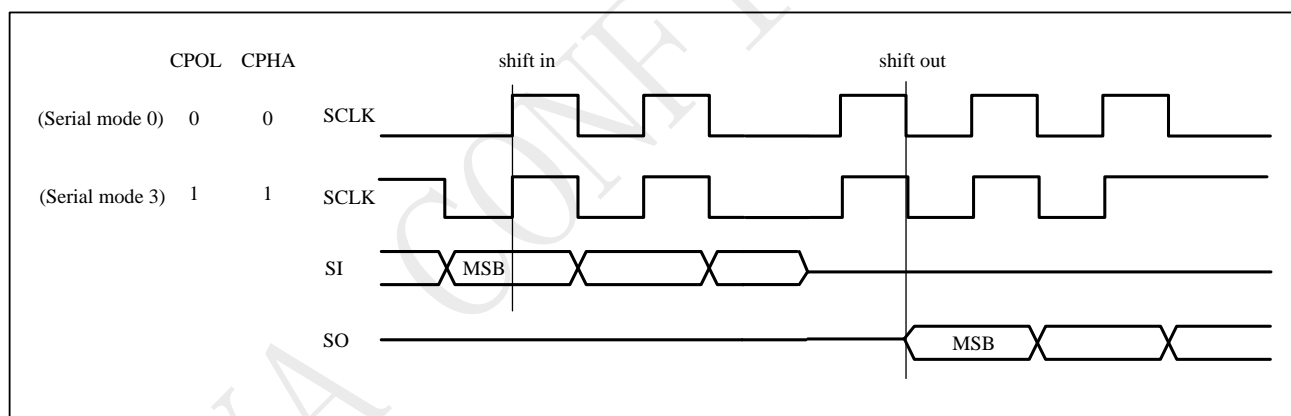 CPOL CPHA shift in shift out
(Serial mode 0) 0 0 SCLK
(Serial mode 3) 1 1 SCLK
SI MSB
SO MSB